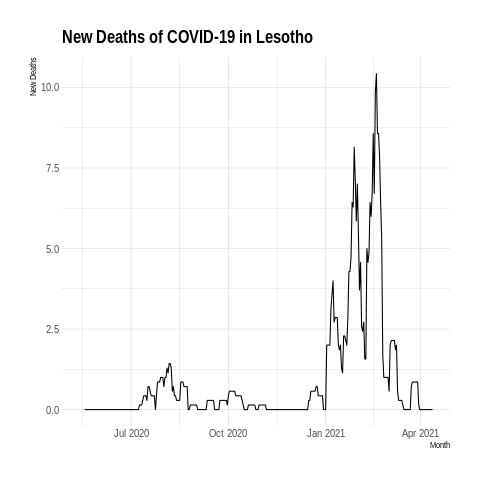 New Deaths of COVID-19 in Lesotho
New Deaths
10.0
7.5
5.0
2.5
0.0
Jul 2020
Oct 2020
Jan 2021
Apr 2021
Month